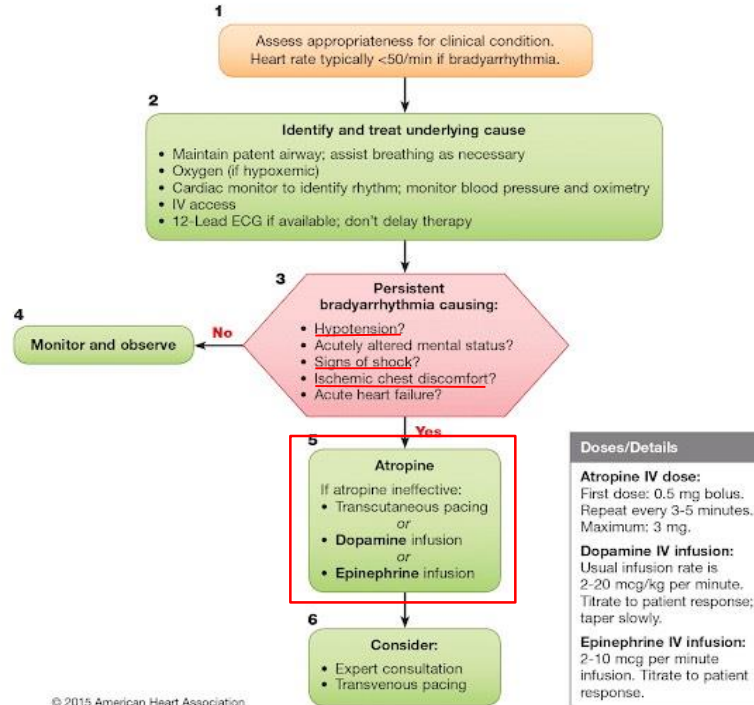 1
Assess appropriateness for clinical condition.
Heart rate typically <50/min if bradyarrhythmia.
2
Identify and treat underlying cause
• Maintain patent airway; assist breathing as necessary
• Oxygen (if hypoxemic)
• Cardiac monitor to identify rhythm; monitor blood pressure and oximetry
• IV access
• 12-Lead ECG if available; don't delay therapy
3
Persistent
bradyarrhythmia causing:
• Hypotension?
• Acutely altered mental status?
• Signs of shock?
• Ischemic chest discomfort?
• Acute heart failure?
4
No
Monitor and observe
Yes
5
Atropine
If atropine ineffective:
• Transcutaneous pacing
or
• Dopamine infusion
or
• Epinephrine infusion
6
Consider:
• Expert consultation
• Transvenous pacing
Doses/Details
Atropine IV dose:
First dose: 0.5 mg bolus.
Repeat every 3-5 minutes.
Maximum: 3 mg.
Dopamine IV infusion:
Usual infusion rate is
2-20 mcg/kg per minute.
Titrate to patient response;
taper slowly.
Epinephrine IV infusion:
2-10 mcg per minute
infusion. Titrate to patient
response.
© 2015 American Heart Association